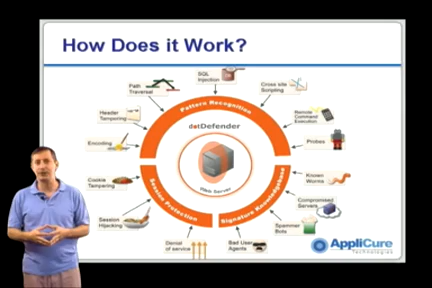 How Does it Work?
SQL
Injection
Path
Traversal
Cross site
Scripting
Header
Tampering
Pattern Recognition
Remote
Command
Execution
dotDefender
Encoding
Probes
Web Server
Cookie
Tampering
Known
Worms
Session
Hijacking
Session Protection
Signature Knowledgebase
Compromised
Servers
Denial
of service
Bad User
Agents
Spammer
Bots
AppliCure
Technologies